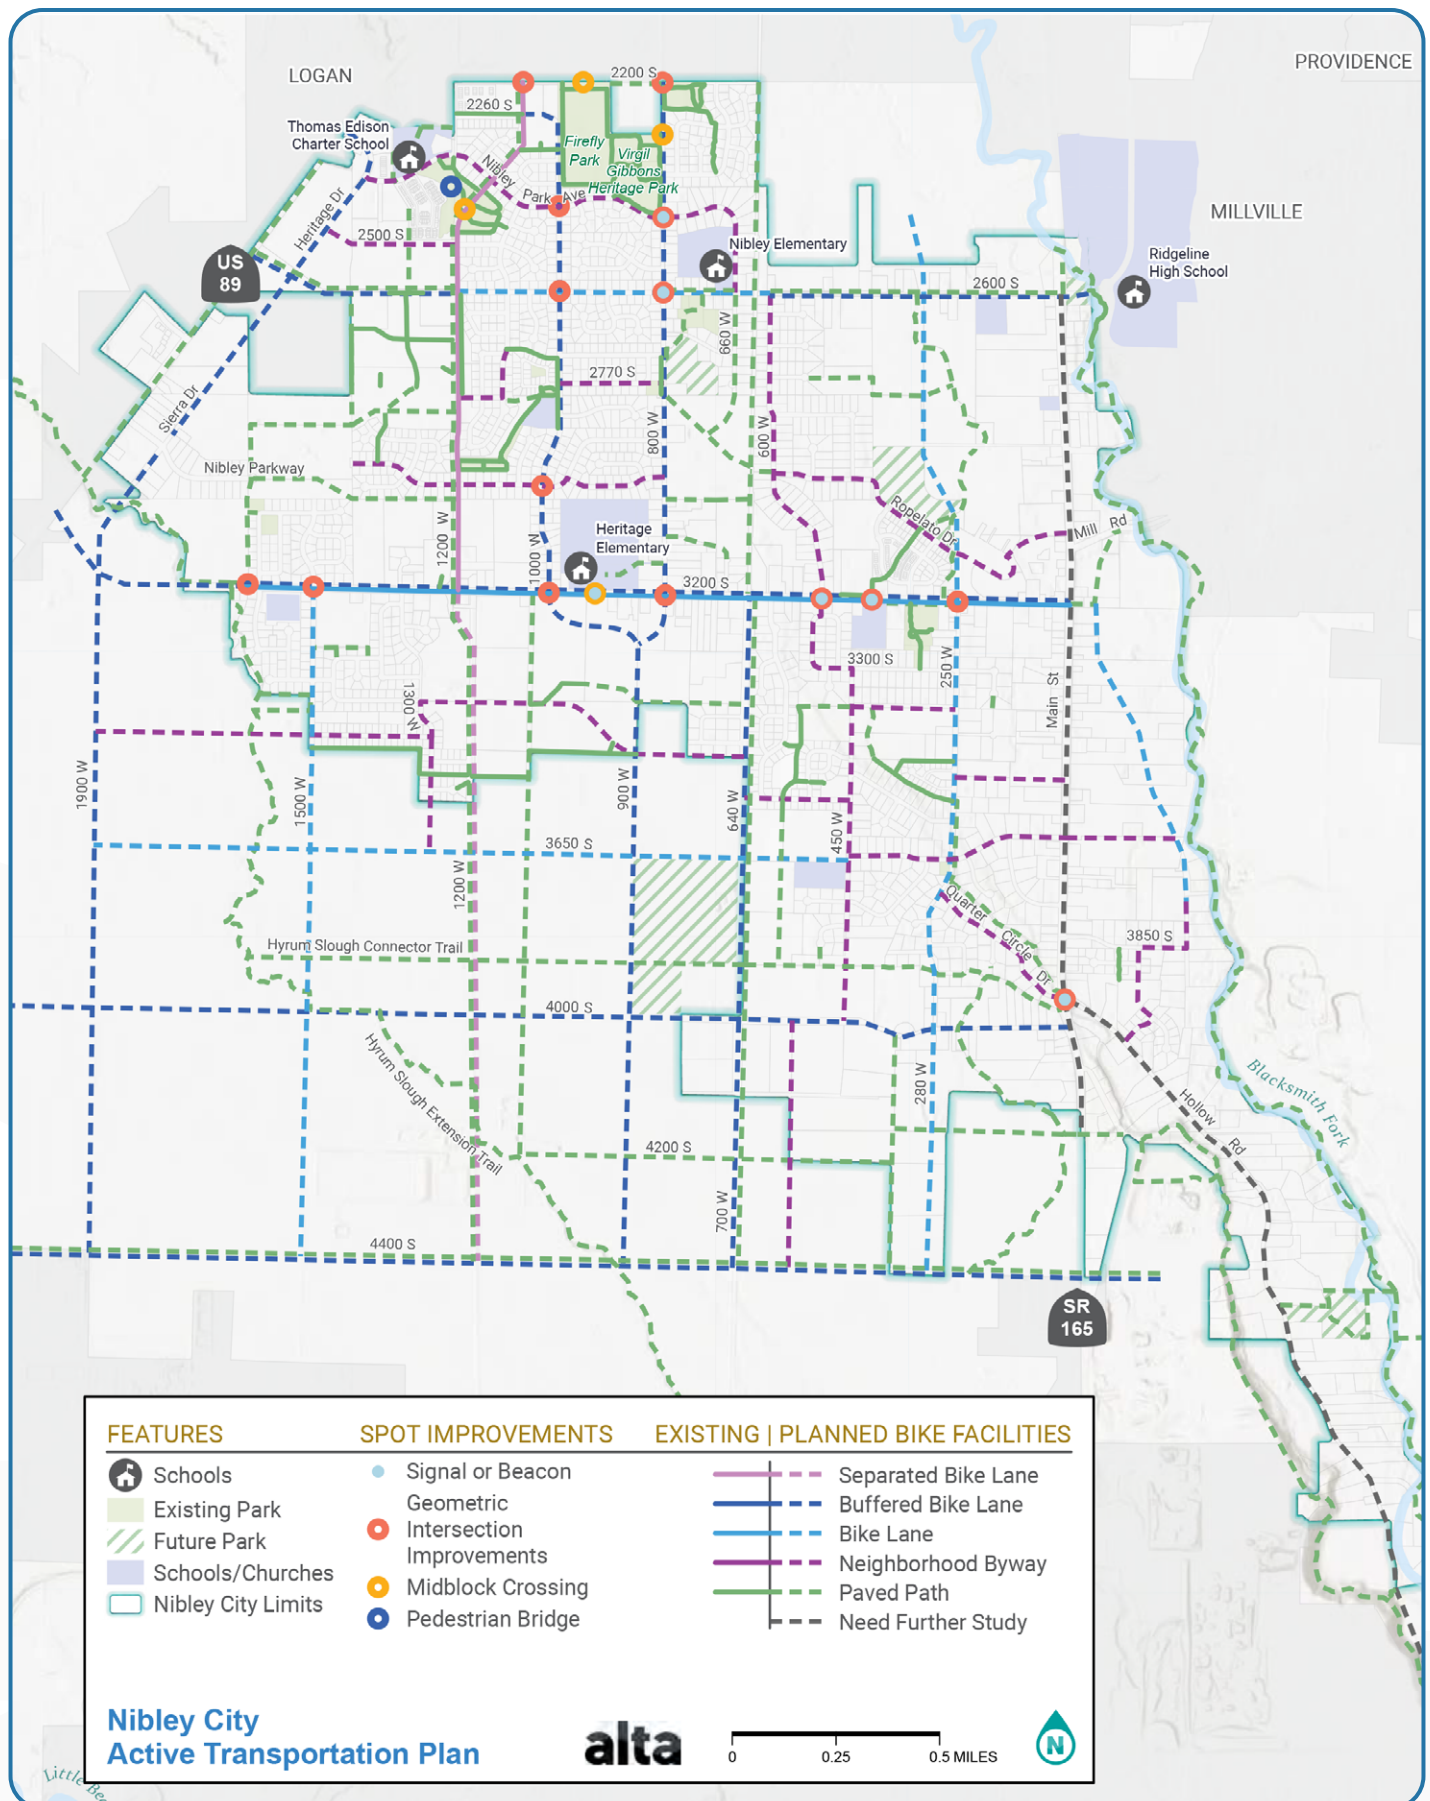 PROVIDENCE
LOGAN
2200 S
2260 S
Thomas Edison
Charter School
Firefly
Park
Virgil
Gibbons
Heritage Park
Nibley Park Ave
Heritage Dr
2500 S
MILLVILLE
Nibley Elementary
Ridgeline
High School
US
89
2600 S
660 W
2770 S
Sierra Dr
800 W
600 W
Nibley Parkway
Ropelato Dr
Mill Rd
1200 W
1000 W
Heritage
Elementary
3200 S
3300 S
250 W
Main St
1300 W
1900 W
1500 W
900 W
640 W
450 W
3650 S
1200 W
Quarter Circle Dr
3850 S
Hyrum Slough Connector Trail
4000 S
Hyrum Slough Extension Trail
280 W
Blacksmith Fork
Hollow Rd
4200 S
700 W
4400 S
SR
165
FEATURES
Schools
Existing Park
Future Park
Schools/Churches
Nibley City Limits
SPOT IMPROVEMENTS
Signal or Beacon
Geometric
Intersection
Improvements
Midblock Crossing
Pedestrian Bridge
EXISTING | PLANNED BIKE FACILITIES
Separated Bike Lane
Buffered Bike Lane
Bike Lane
Neighborhood Byway
Paved Path
Need Further Study
Nibley City
Active Transportation Plan
alta
0 0.25 0.5 MILES
N
Little